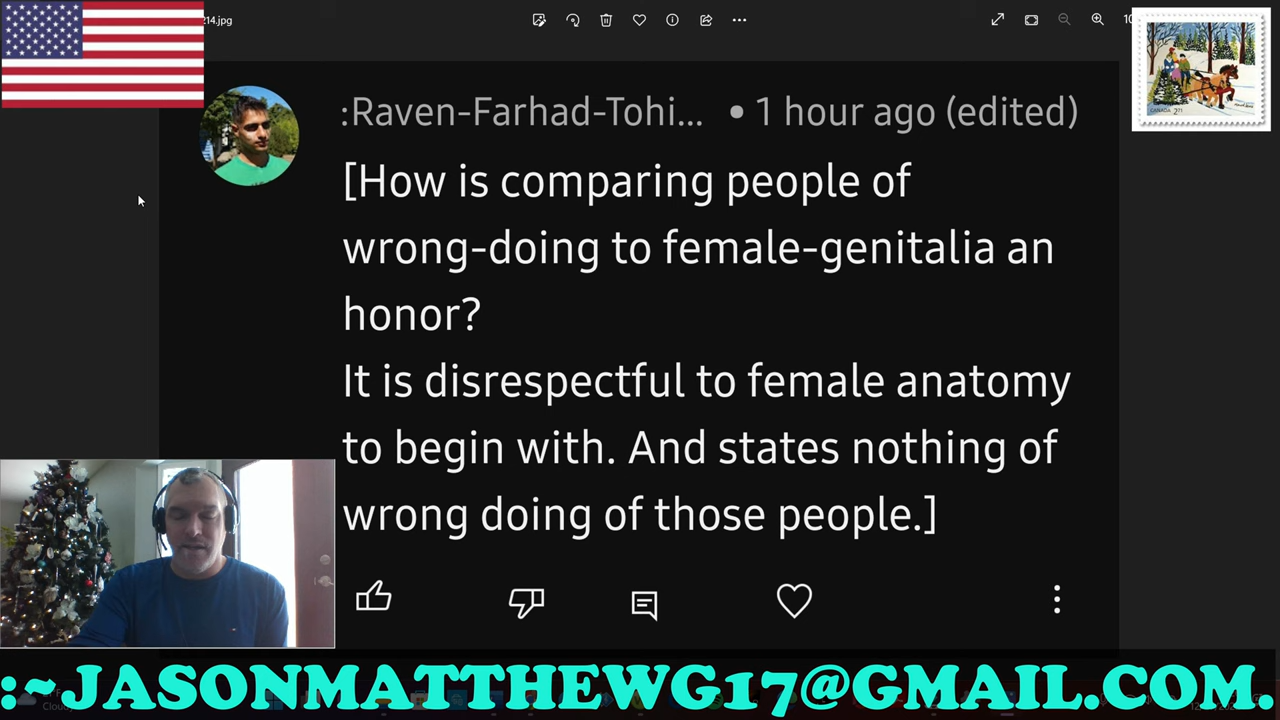 214.jpg
:Raven-Farhad-Tohi... • 1 hour ago (edited)
[How is comparing people of
wrong-doing to female-genitalia an
honor?
It is disrespectful to female anatomy
to begin with. And states nothing of
wrong doing of those people.]
:~JASONMATTHEWG17@GMAIL.COM.